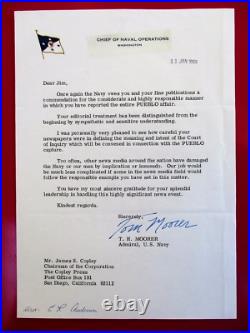 CHIEF OF NAVAL OPERATIONS
WASHINGTON
Dear Jim,
Once again the Navy owes you and your fine publications a
commendation for the considerate and highly responsible manner
in which you have reported the entire PUEBLO affair.
Your editorial treatment has been distinguished from the
beginning by sympathetic and sensitive understanding.
I was personally very pleased to see how careful your
newspapers were in defining the meaning and intent of the Court
of Inquiry which will be convened in connection with the PUEBLO
capture.
Too often, other news media around the nation have damaged
the Navy or our men by implication or innuendo. Our job would
be much less complicated if more in the news media field would
follow the responsible example you have set in this matter.
You have my most sincere gratitude for your splendid
leadership in handling this highly significant news event.
Kindest regards.
Sincerely,
Tom Moorer
T. H. MOORER
Admiral, U.S. Navy
Mr. James S. Copley
Chairman of the Corporation
The Copley Press
Post Office Box
San Diego, California 92112